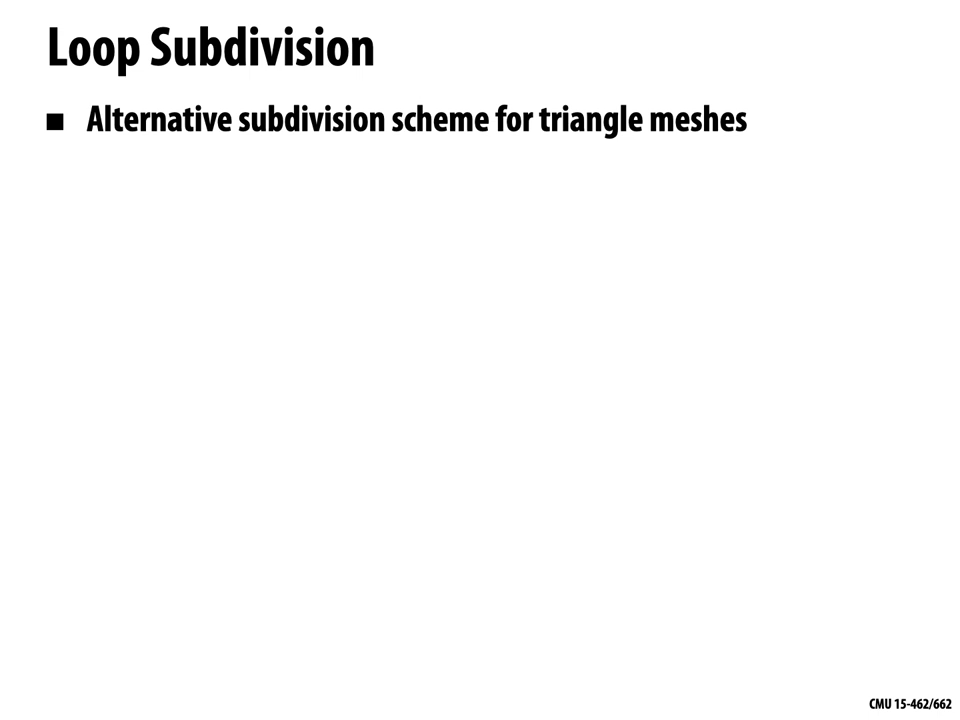 Loop Subdivision
■ Alternative subdivision scheme for triangle meshes
CMU 15-462/662